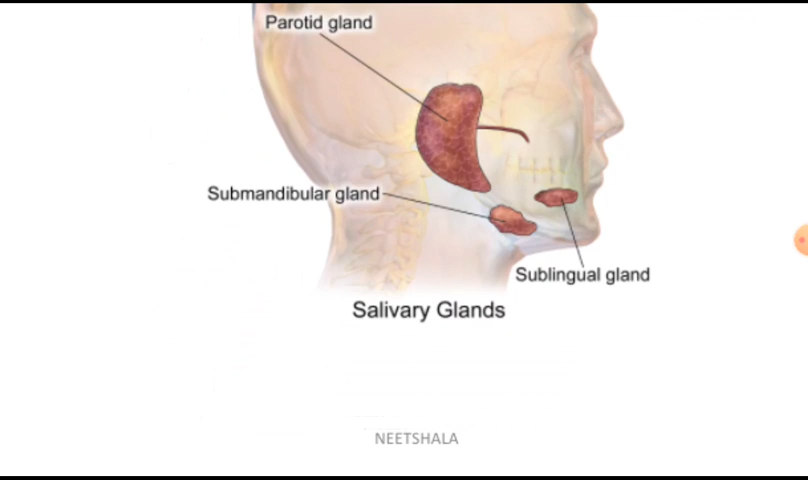 Parotid gland
Submandibular gland
Sublingual gland
Salivary Glands
NEETSHALA